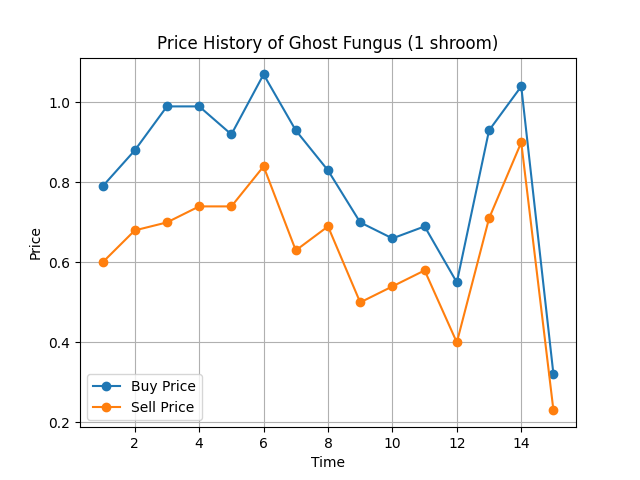 Price History of Ghost Fungus (1 shroom)
1.0
0.8
0.6
0.4
0.2
Price
Buy Price
Sell Price
2 4 6 8 10 12 14
Time